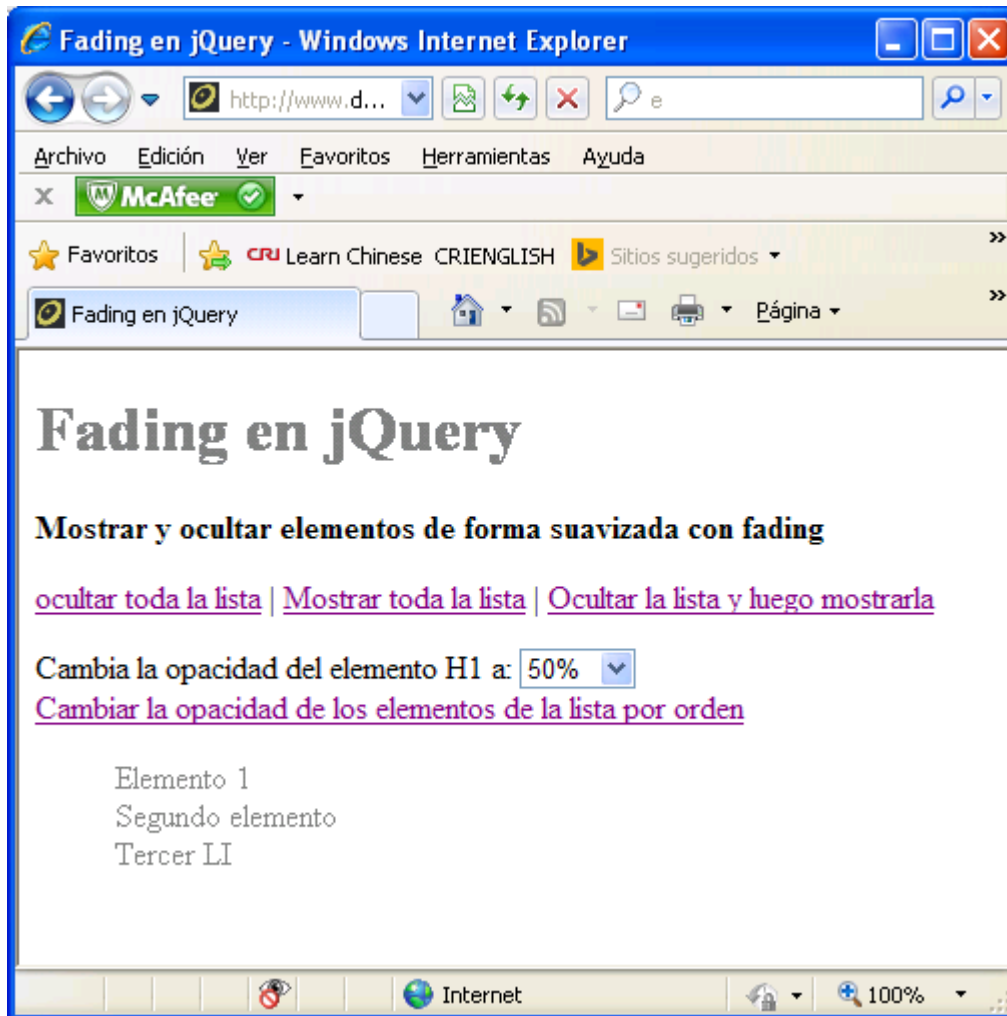 Fading en jQuery - Windows Internet Explorer
http://www.d... e
Archivo Edición Ver Favoritos Herramientas Ayuda
x McAfee
Favoritos CRI Learn Chinese CRIENGLISH Sitios sugeridos »
Fading en jQuery Página »
Fading en jQuery
Mostrar y ocultar elementos de forma suavizada con fading
ocultar toda la lista | Mostrar toda la lista | Ocultar la lista y luego mostrarla
Cambia la opacidad del elemento H1 a: 50%
Cambiar la opacidad de los elementos de la lista por orden
Elemento 1
Segundo elemento
Tercer LI
Internet 100%